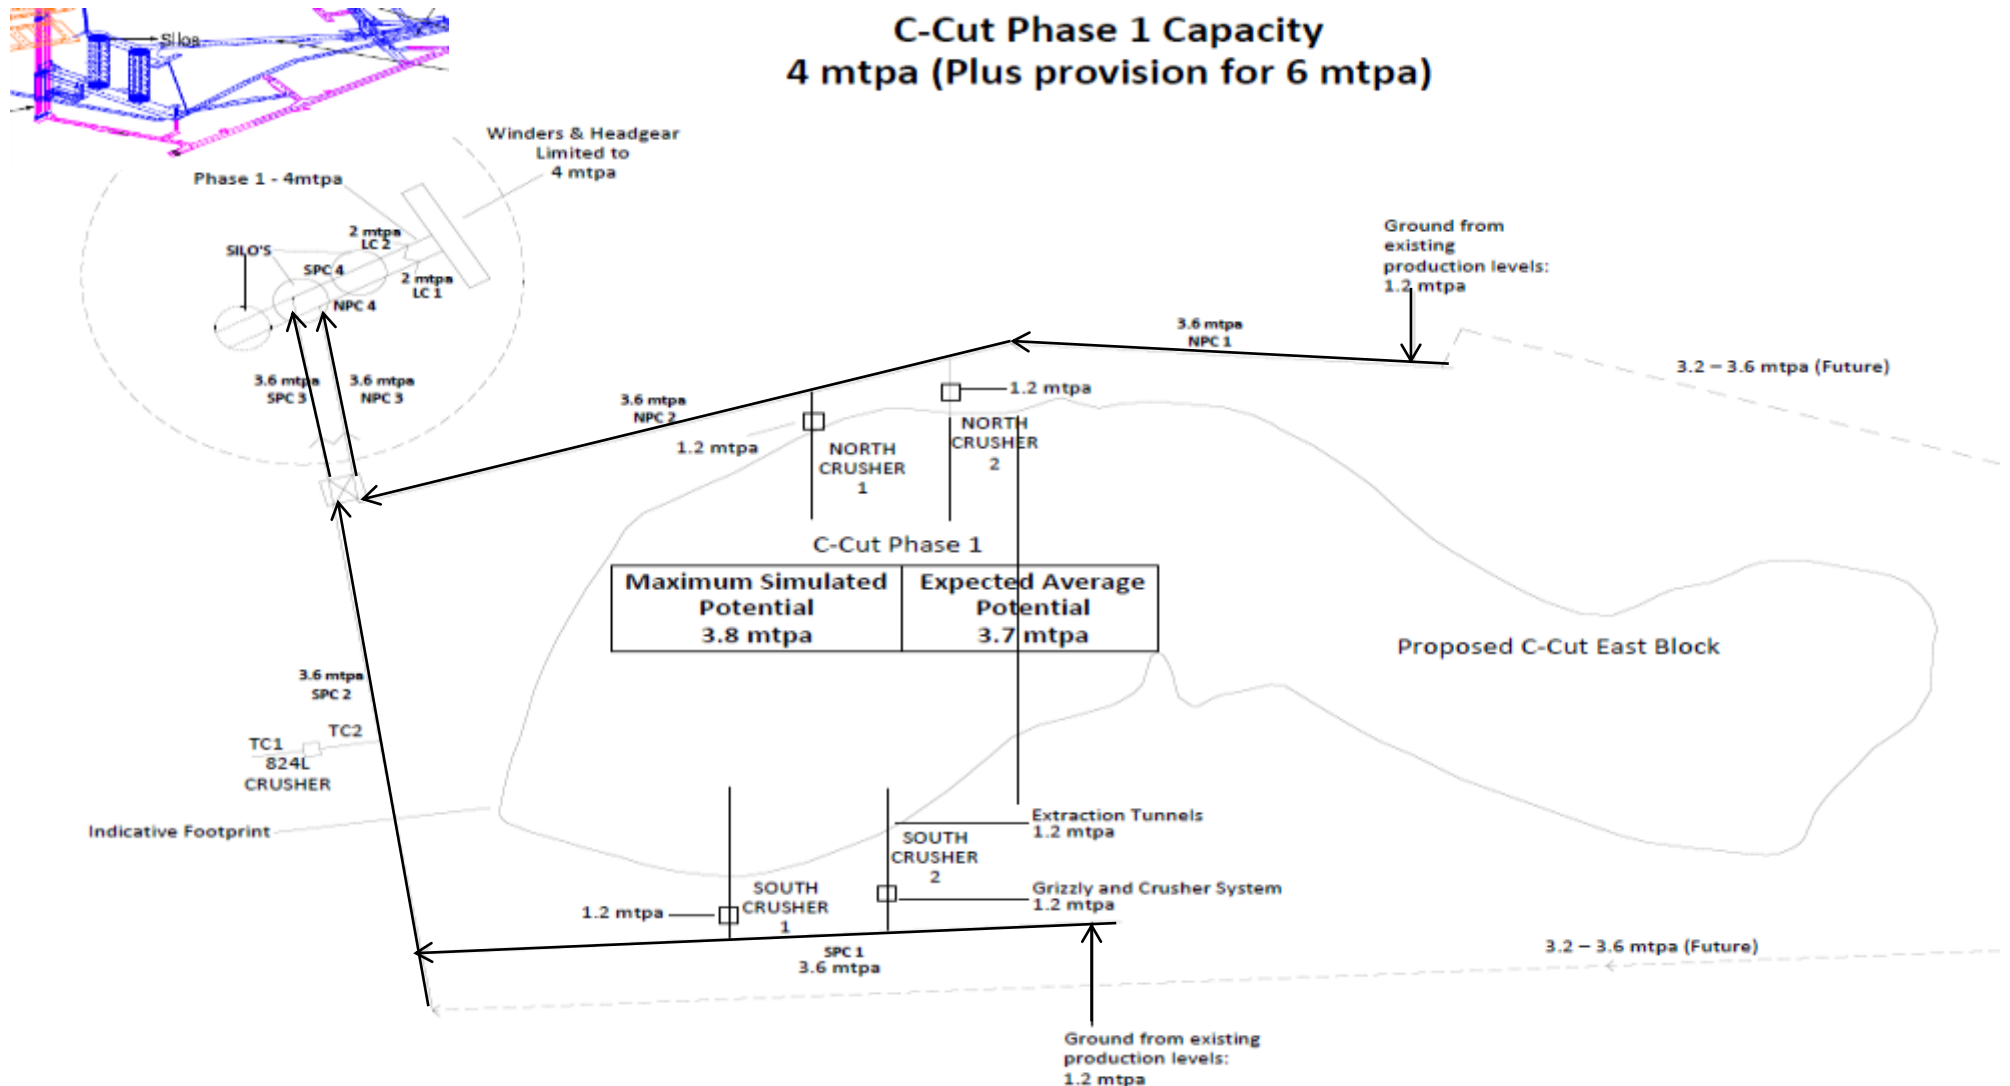 C-Cut Phase 1 Capacity
4 mtpa (Plus provision for 6 mtpa)
Silos
Winders & Headgear
Limited to
4 mtpa
Phase 1 - 4mtpa
2 mtpa
LC 2
SILO'S
SPC 4
2 mtpa
LC 1
NPC 4
Ground from
existing
production levels:
1.2 mtpa
3.6 mtpa
NPC 1
3.2 – 3.6 mtpa (Future)
3.6 mtpa
SPC 3
3.6 mtpa
NPC 3
3.6 mtpa
NPC 2
1.2 mtpa
1.2 mtpa
NORTH
CRUSHER
1
NORTH
CRUSHER
2
C-Cut Phase 1
Maximum Simulated
Potential
3.8 mtpa
Expected Average
Potential
3.7 mtpa
Proposed C-Cut East Block
3.6 mtpa
SPC 2
TC1
TC2
824L
CRUSHER
Indicative Footprint
Extraction Tunnels
1.2 mtpa
SOUTH
CRUSHER
2
Grizzly and Crusher System
1.2 mtpa
SOUTH
CRUSHER
1
1.2 mtpa
SPC 1
3.6 mtpa
3.2 – 3.6 mtpa (Future)
Ground from existing
production levels:
1.2 mtpa